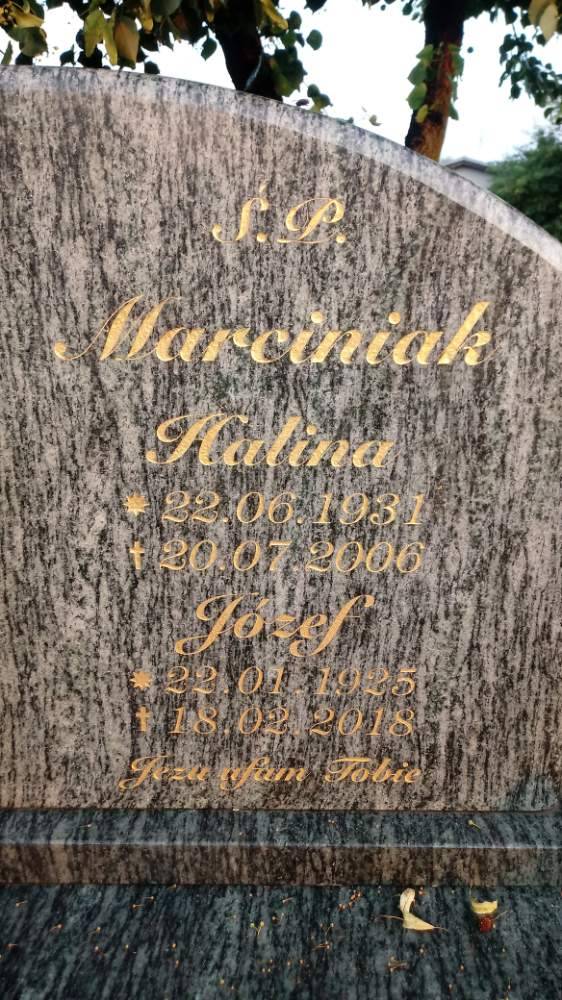 Ś.P.
Marciniak
Halina
* 22.06.1931
† 20.07.2006
Józef
* 22.01.1925
† 18.02.2018
Jezu ufam Tobie